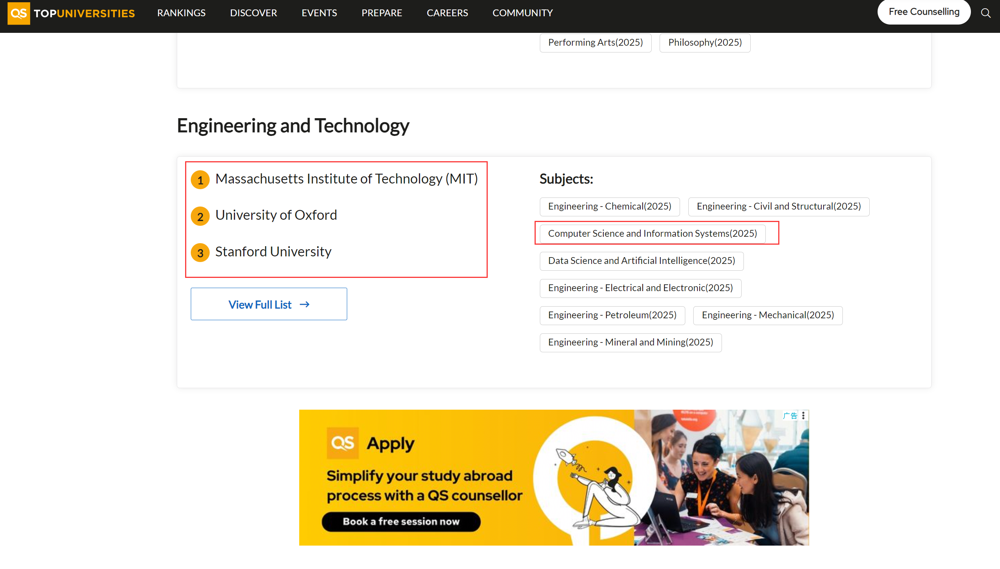 QS TOPUNIVERSITIES RANKINGS DISCOVER EVENTS PREPARE CAREERS COMMUNITY Free Counselling
Performing Arts(2025) Philosophy(2025)
Engineering and Technology
1 Massachusetts Institute of Technology (MIT)
2 University of Oxford
3 Stanford University
View Full List →
Subjects:
Engineering - Chemical(2025) Engineering - Civil and Structural(2025)
Computer Science and Information Systems(2025)
Data Science and Artificial Intelligence(2025)
Engineering - Electrical and Electronic(2025)
Engineering - Petroleum(2025) Engineering - Mechanical(2025)
Engineering - Mineral and Mining(2025)
广告
QS Apply
Simplify your study abroad
process with a QS counsellor
Book a free session now